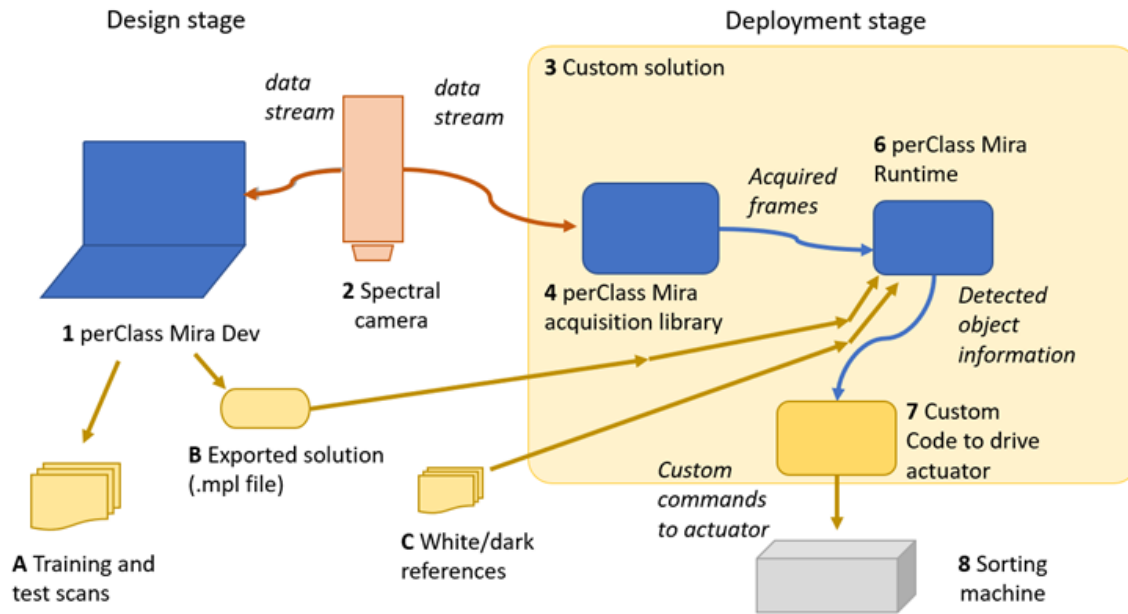 Design stage
Deployment stage
3 Custom solution
data
stream
data
stream
6 perClass Mira
Runtime
Acquired
frames
2 Spectral
camera
4 perClass Mira
acquisition library
Detected
object
information
1 perClass Mira Dev
7 Custom
Code to drive
actuator
B Exported solution
(.mpl file)
Custom
commands
to actuator
C White/dark
references
A Training and
test scans
8 Sorting
machine